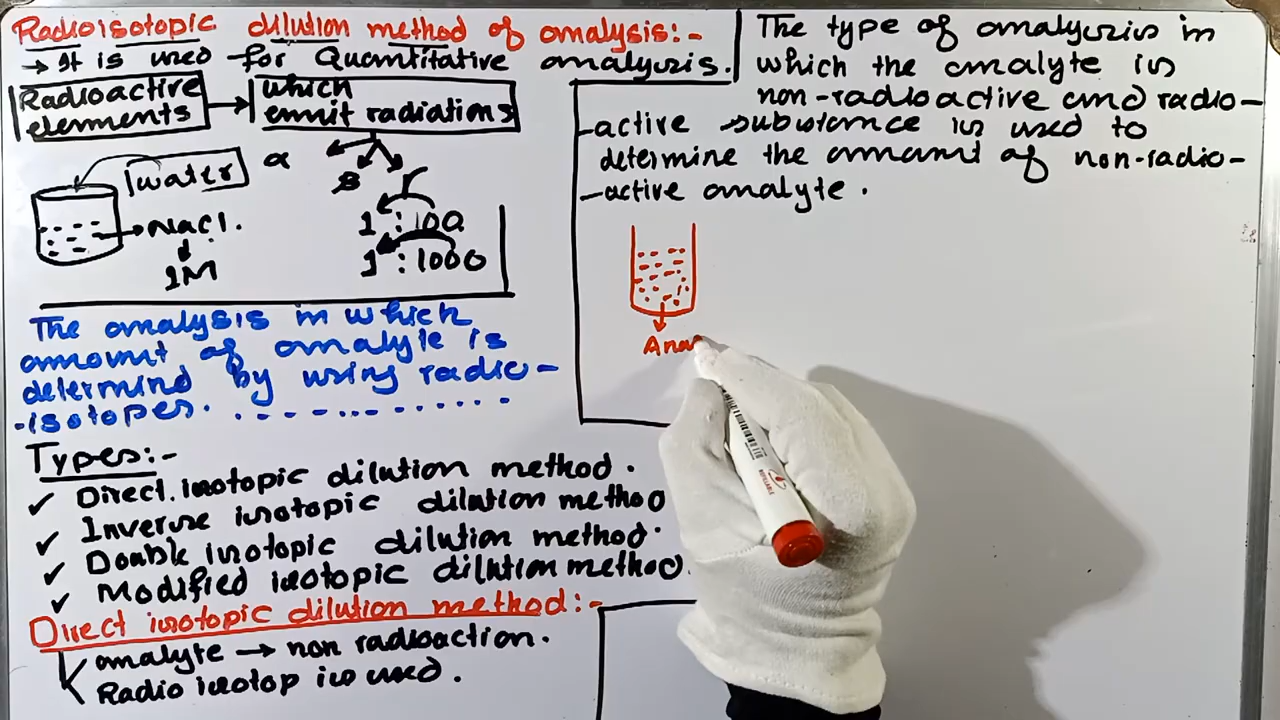 Radioisotopic dilution method of analysis:-
→ It is used for Quantitative analysis.
Radioactive elements → which emit radiations
α
β
r
water
→ NaCl.
1M
1 : 100
1 : 1000
The analysis in which
amount of analyte is
determind by using radio-
-isotopes. . . . . . . . . . . .
Types:-
✓ Direct isotopic dilution method.
✓ Inverse isotopic dilution method
✓ Double isotopic dilution method.
✓ Modified isotopic dilution method.
Direct isotopic dilution method:-
analyte → non radioaction.
Radio isotop is used.
The type of analysis in
which the analyte is
non-radioactive and radio-
-active substance is used to
determine the amount of non-radio-
-active analyte.
Ana